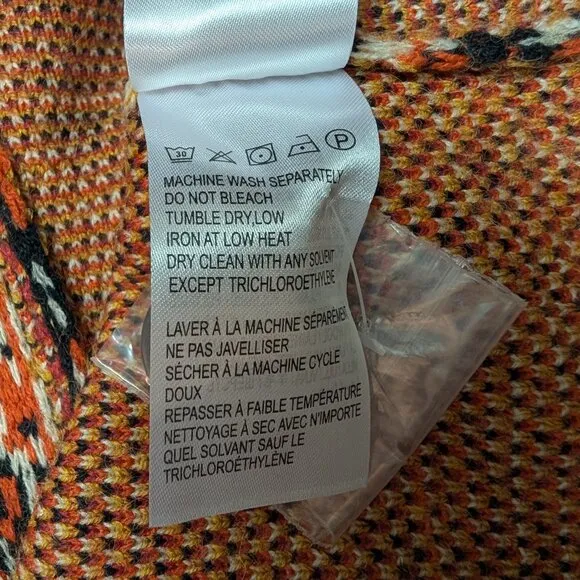 30 P
MACHINE WASH SEPARATELY
DO NOT BLEACH
TUMBLE DRY,LOW
IRON AT LOW HEAT
DRY CLEAN WITH ANY SOLVENT
EXCEPT TRICHLOROETHYLENE
LAVER À LA MACHINE SÉPARÉMENT
NE PAS JAVELLISER
SÉCHER À LA MACHINE CYCLE
DOUX
REPASSER À FAIBLE TEMPÉRATURE
NETTOYAGE À SEC AVEC N'IMPORTE
QUEL SOLVANT SAUF LE
TRICHLOROÉTHYLÈNE